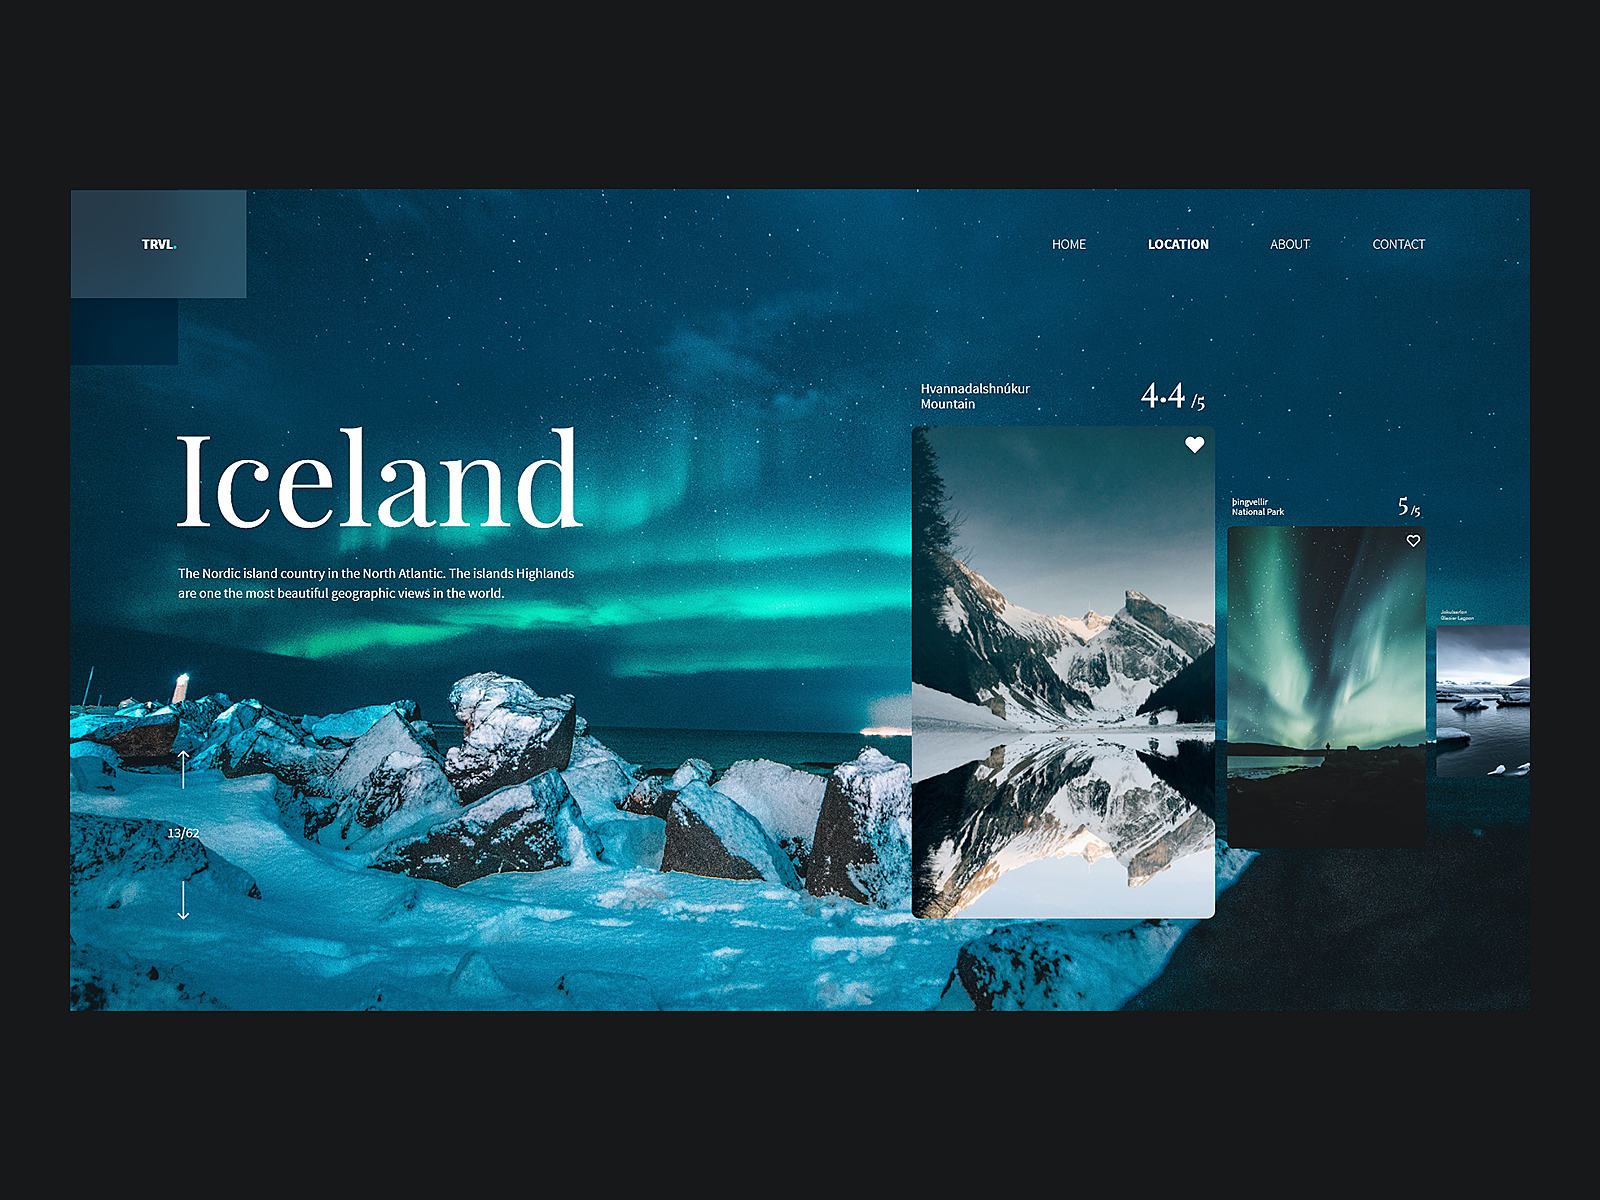 TRVL.
HOME LOCATION ABOUT CONTACT
Hvannadalshnúkur
Mountain
4.4 /5
Iceland
The Nordic island country in the North Atlantic. The islands Highlands
are one the most beautiful geographic views in the world.
þingvellir
National Park
5 /5
Glacier Lagoon
13/62